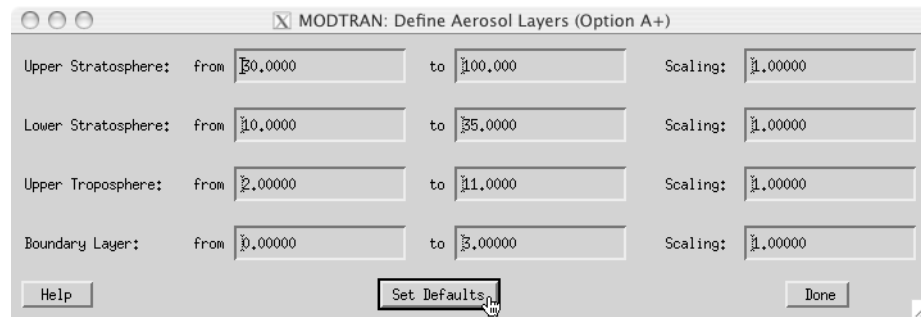 X MODTRAN: Define Aerosol Layers (Option A+)
Upper Stratosphere: from 30.0000 to 100.000 Scaling: 1.00000
Lower Stratosphere: from 10.0000 to 35.0000 Scaling: 1.00000
Upper Troposphere: from 2.00000 to 11.0000 Scaling: 1.00000
Boundary Layer: from 0.00000 to 3.00000 Scaling: 1.00000
Help Set Defaults Done